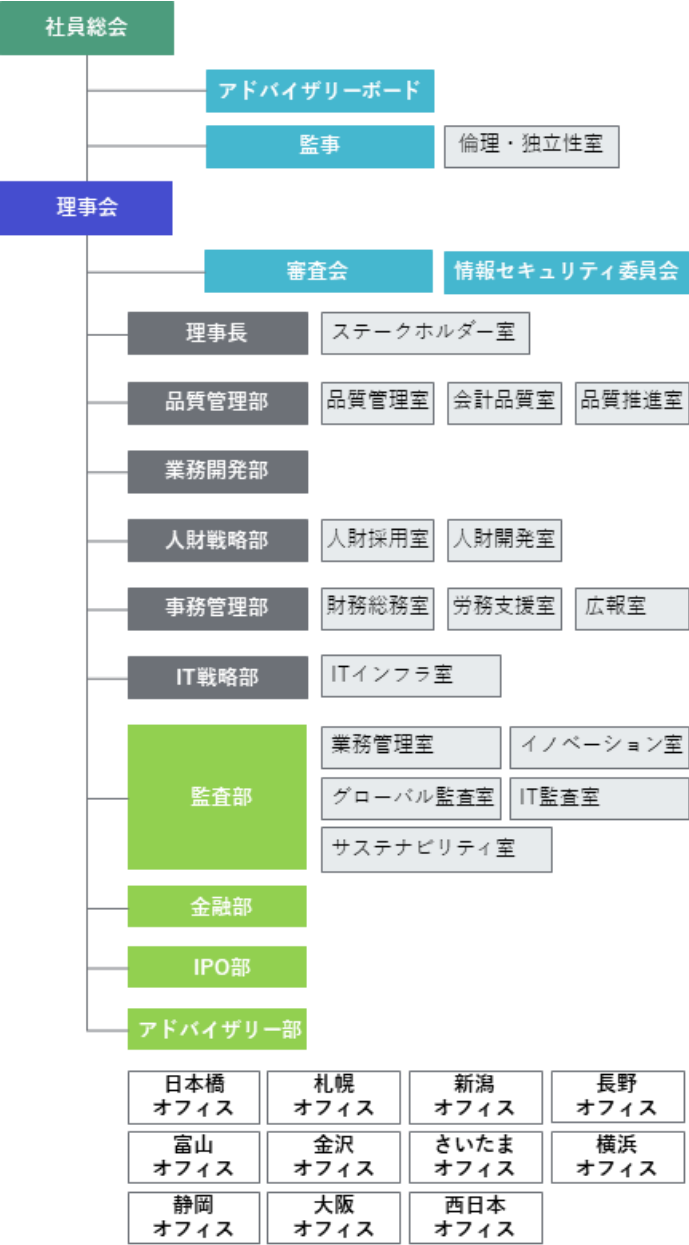 社員総会
アドバイザリーボード
監事
倫理・独立性室
理事会
審査会
情報セキュリティ委員会
理事長
ステークホルダー室
品質管理部
品質管理室
会計品質室
品質推進室
業務開発部
人財戦略部
人財採用室
人財開発室
事務管理部
財務総務室
労務支援室
広報室
IT戦略部
ITインフラ室
監査部
業務管理室
イノベーション室
グローバル監査室
IT監査室
サステナビリティ室
金融部
IPO部
アドバイザリー部
日本橋
オフィス
札幌
オフィス
新潟
オフィス
長野
オフィス
富山
オフィス
金沢
オフィス
さいたま
オフィス
横浜
オフィス
静岡
オフィス
大阪
オフィス
西日本
オフィス